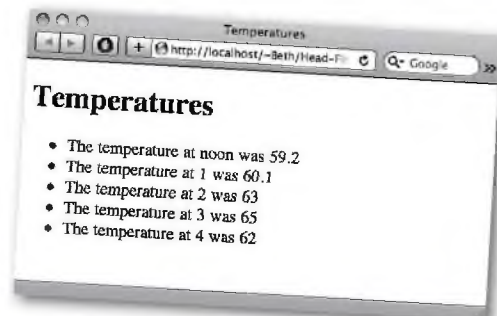 Temperatures
http://localhost/~Beth/Head-Fi
Google
Temperatures
• The temperature at noon was 59.2
• The temperature at 1 was 60.1
• The temperature at 2 was 63
• The temperature at 3 was 65
• The temperature at 4 was 62